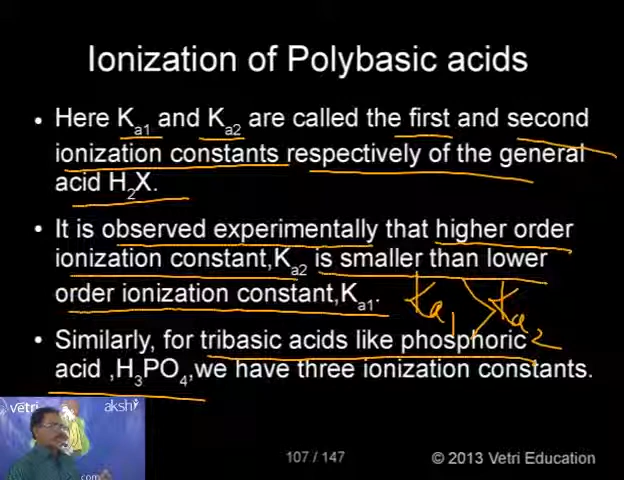 Ionization of Polybasic acids
• Here Ka1 and Ka2 are called the first and second
ionization constants respectively of the general
acid H2X.
• It is observed experimentally that higher order
ionization constant,Ka2 is smaller than lower
order ionization constant,Ka1.
Ka1 > Ka2
• Similarly, for tribasic acids like phosphoric
acid ,H3PO4,we have three ionization constants.
vetri akshi
.com
107 / 147 © 2013 Vetri Education